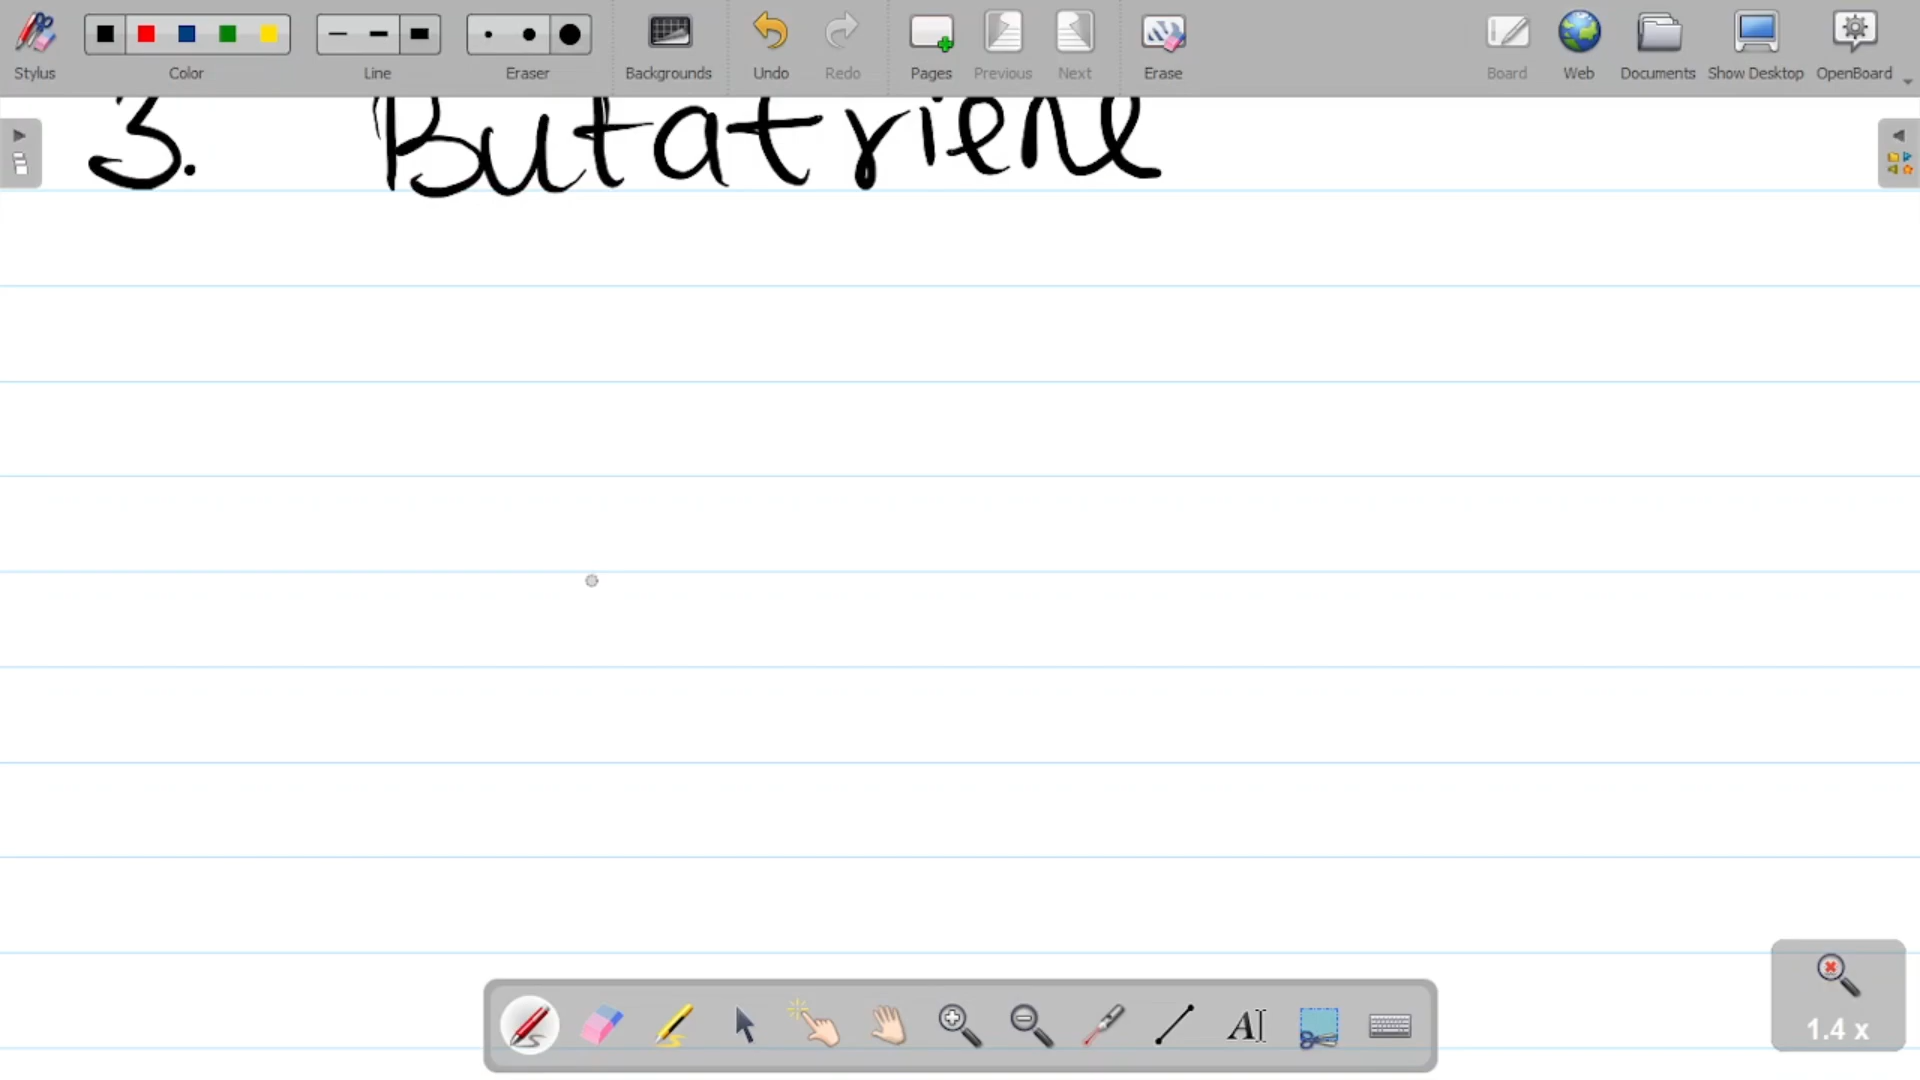 Stylus Color Line Eraser Backgrounds Undo Redo Pages Previous Next Erase Board Web Documents Show Desktop OpenBoard
3. Butatriene
1.4 x